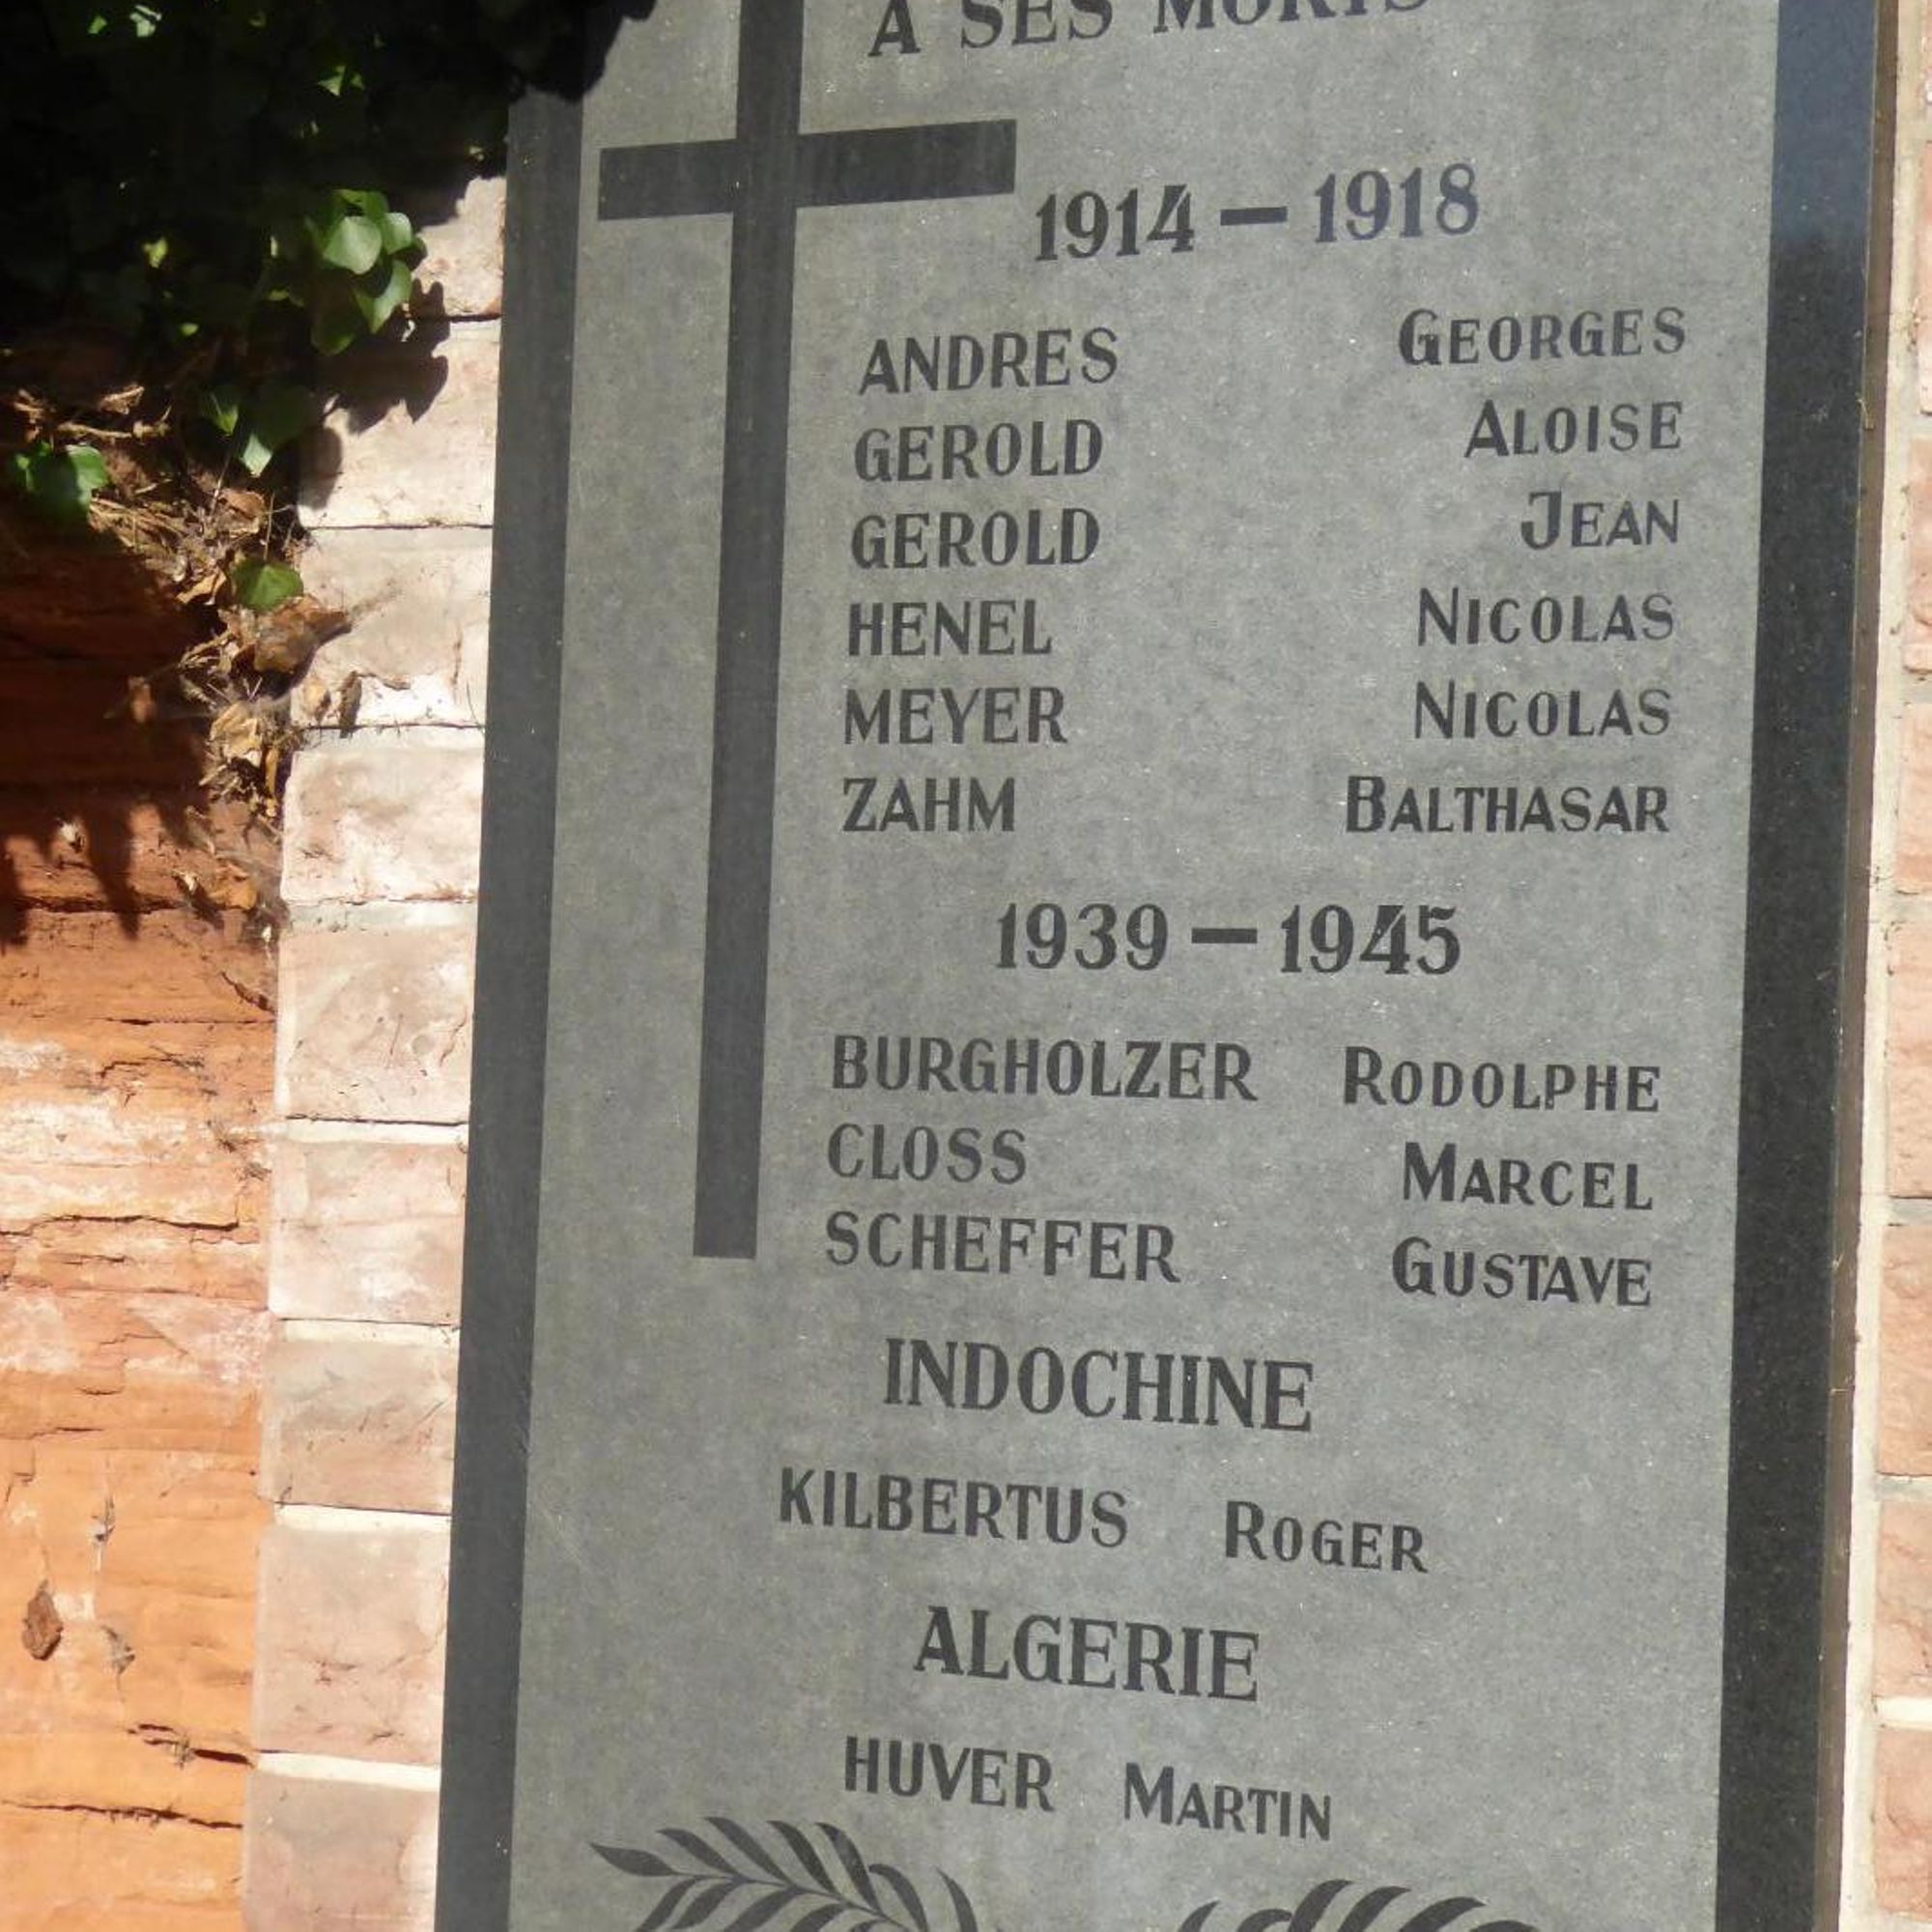 A SES MORTS
1914 – 1918
ANDRES GEORGES
GEROLD ALOISE
GEROLD JEAN
HENEL NICOLAS
MEYER NICOLAS
ZAHM BALTHASAR
1939 – 1945
BURGHOLZER RODOLPHE
CLOSS MARCEL
SCHEFFER GUSTAVE
INDOCHINE
KILBERTUS ROGER
ALGERIE
HUVER MARTIN